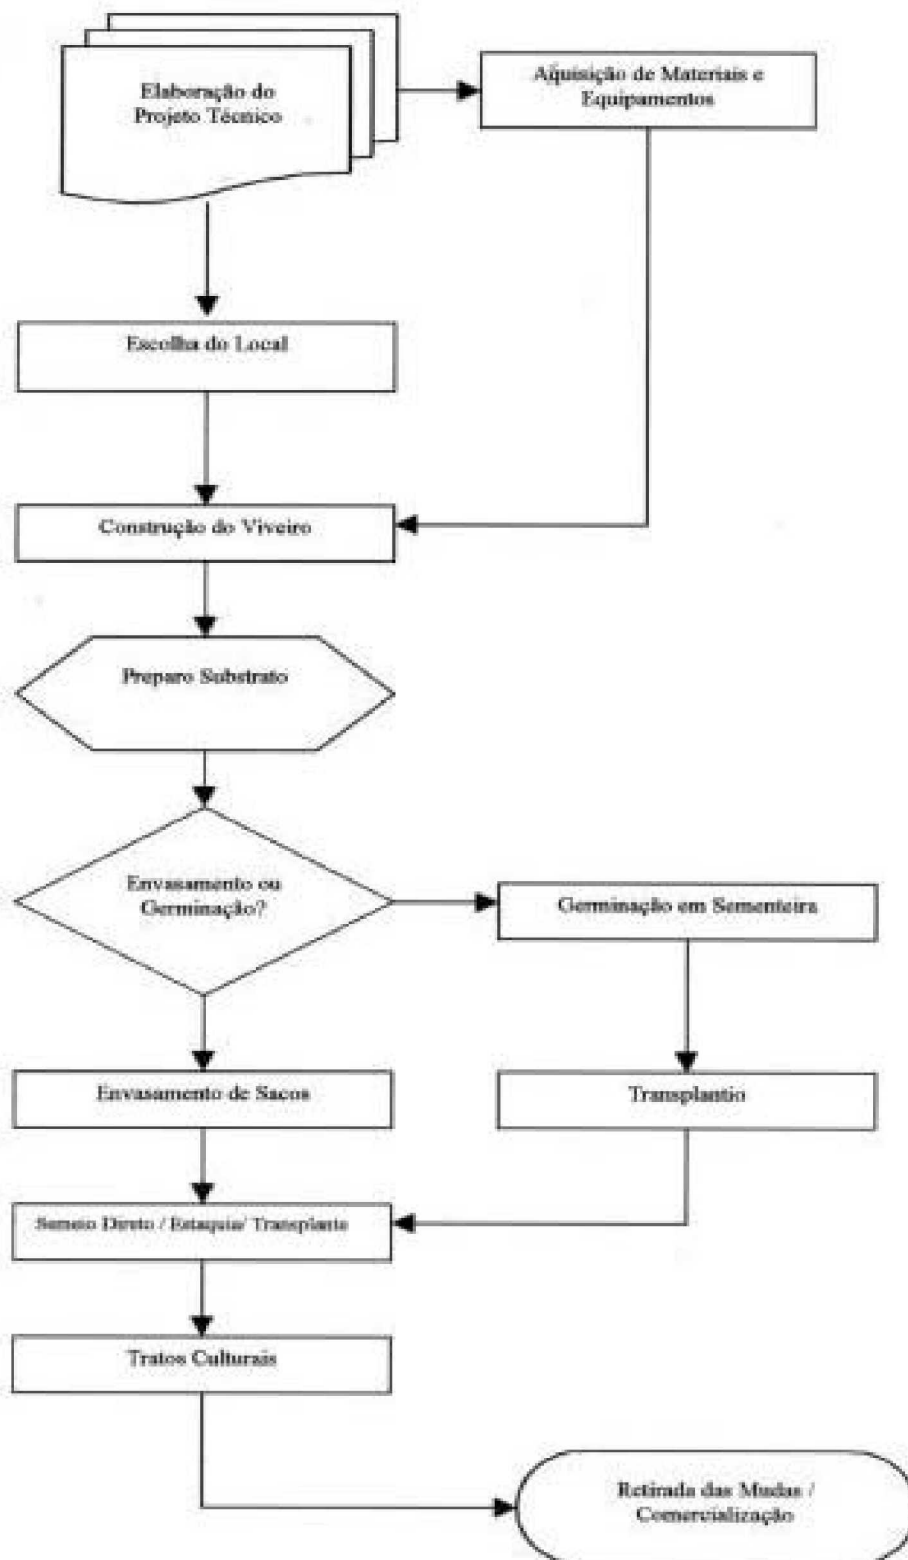 Elaboração do
Projeto Técnico
Aquisição de Materiais e
Equipamentos
Escolha do Local
Construção do Viveiro
Preparo Substrato
Envasamento ou
Germinação?
Germinação em Sementeira
Envasamento de Sacos
Transplantio
Semeio Direto / Estaquia/ Transplante
Tratos Culturais
Retirada das Mudas /
Comercialização